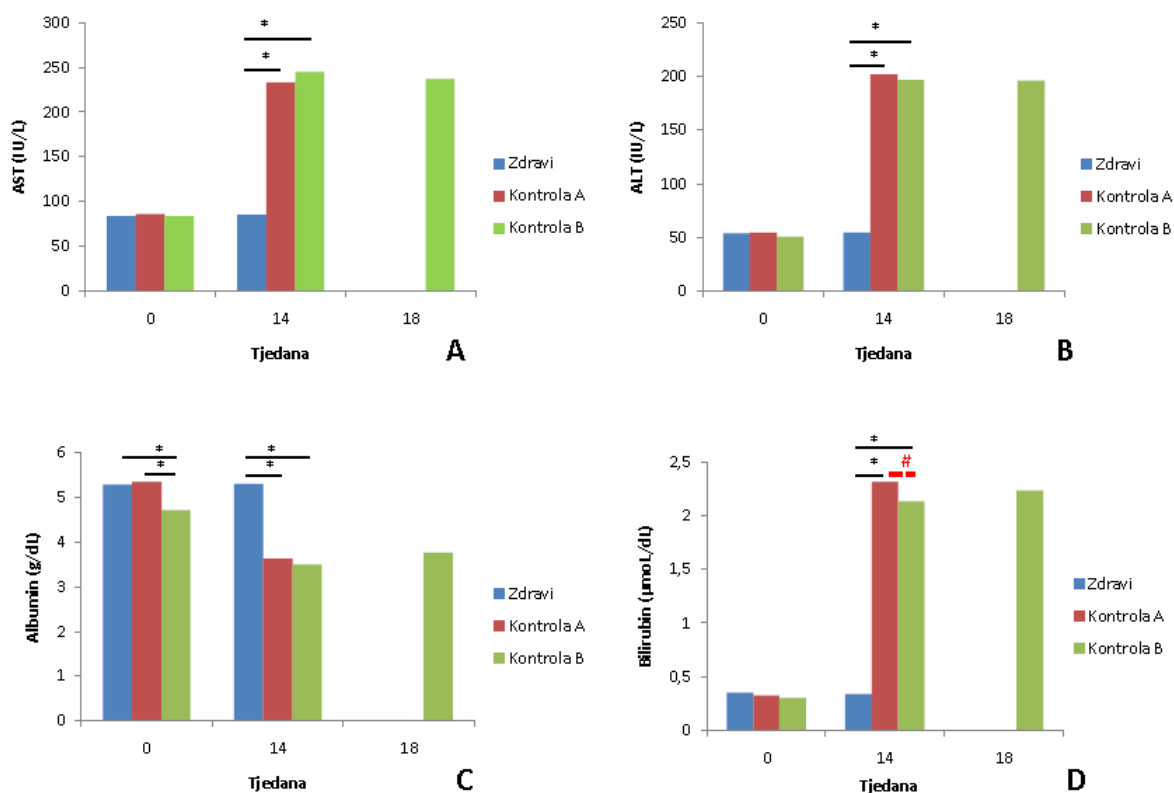 *
*
300
250
200
150
100
50
0
AST (IU/L)
0
14
18
Tjedana
A
Zdravi
Kontrola A
Kontrola B
*
*
250
200
150
100
50
0
ALT (IU/L)
0
14
18
Tjedana
B
Zdravi
Kontrola A
Kontrola B
*
*
*
*
6
5
4
3
2
1
0
Albumin (g/dL)
0
14
18
Tjedana
C
Zdravi
Kontrola A
Kontrola B
*
*
#
2,5
2
1,5
1
0,5
0
Bilirubin (µmoL/dL)
0
14
18
Tjedana
D
Zdravi
Kontrola A
Kontrola B